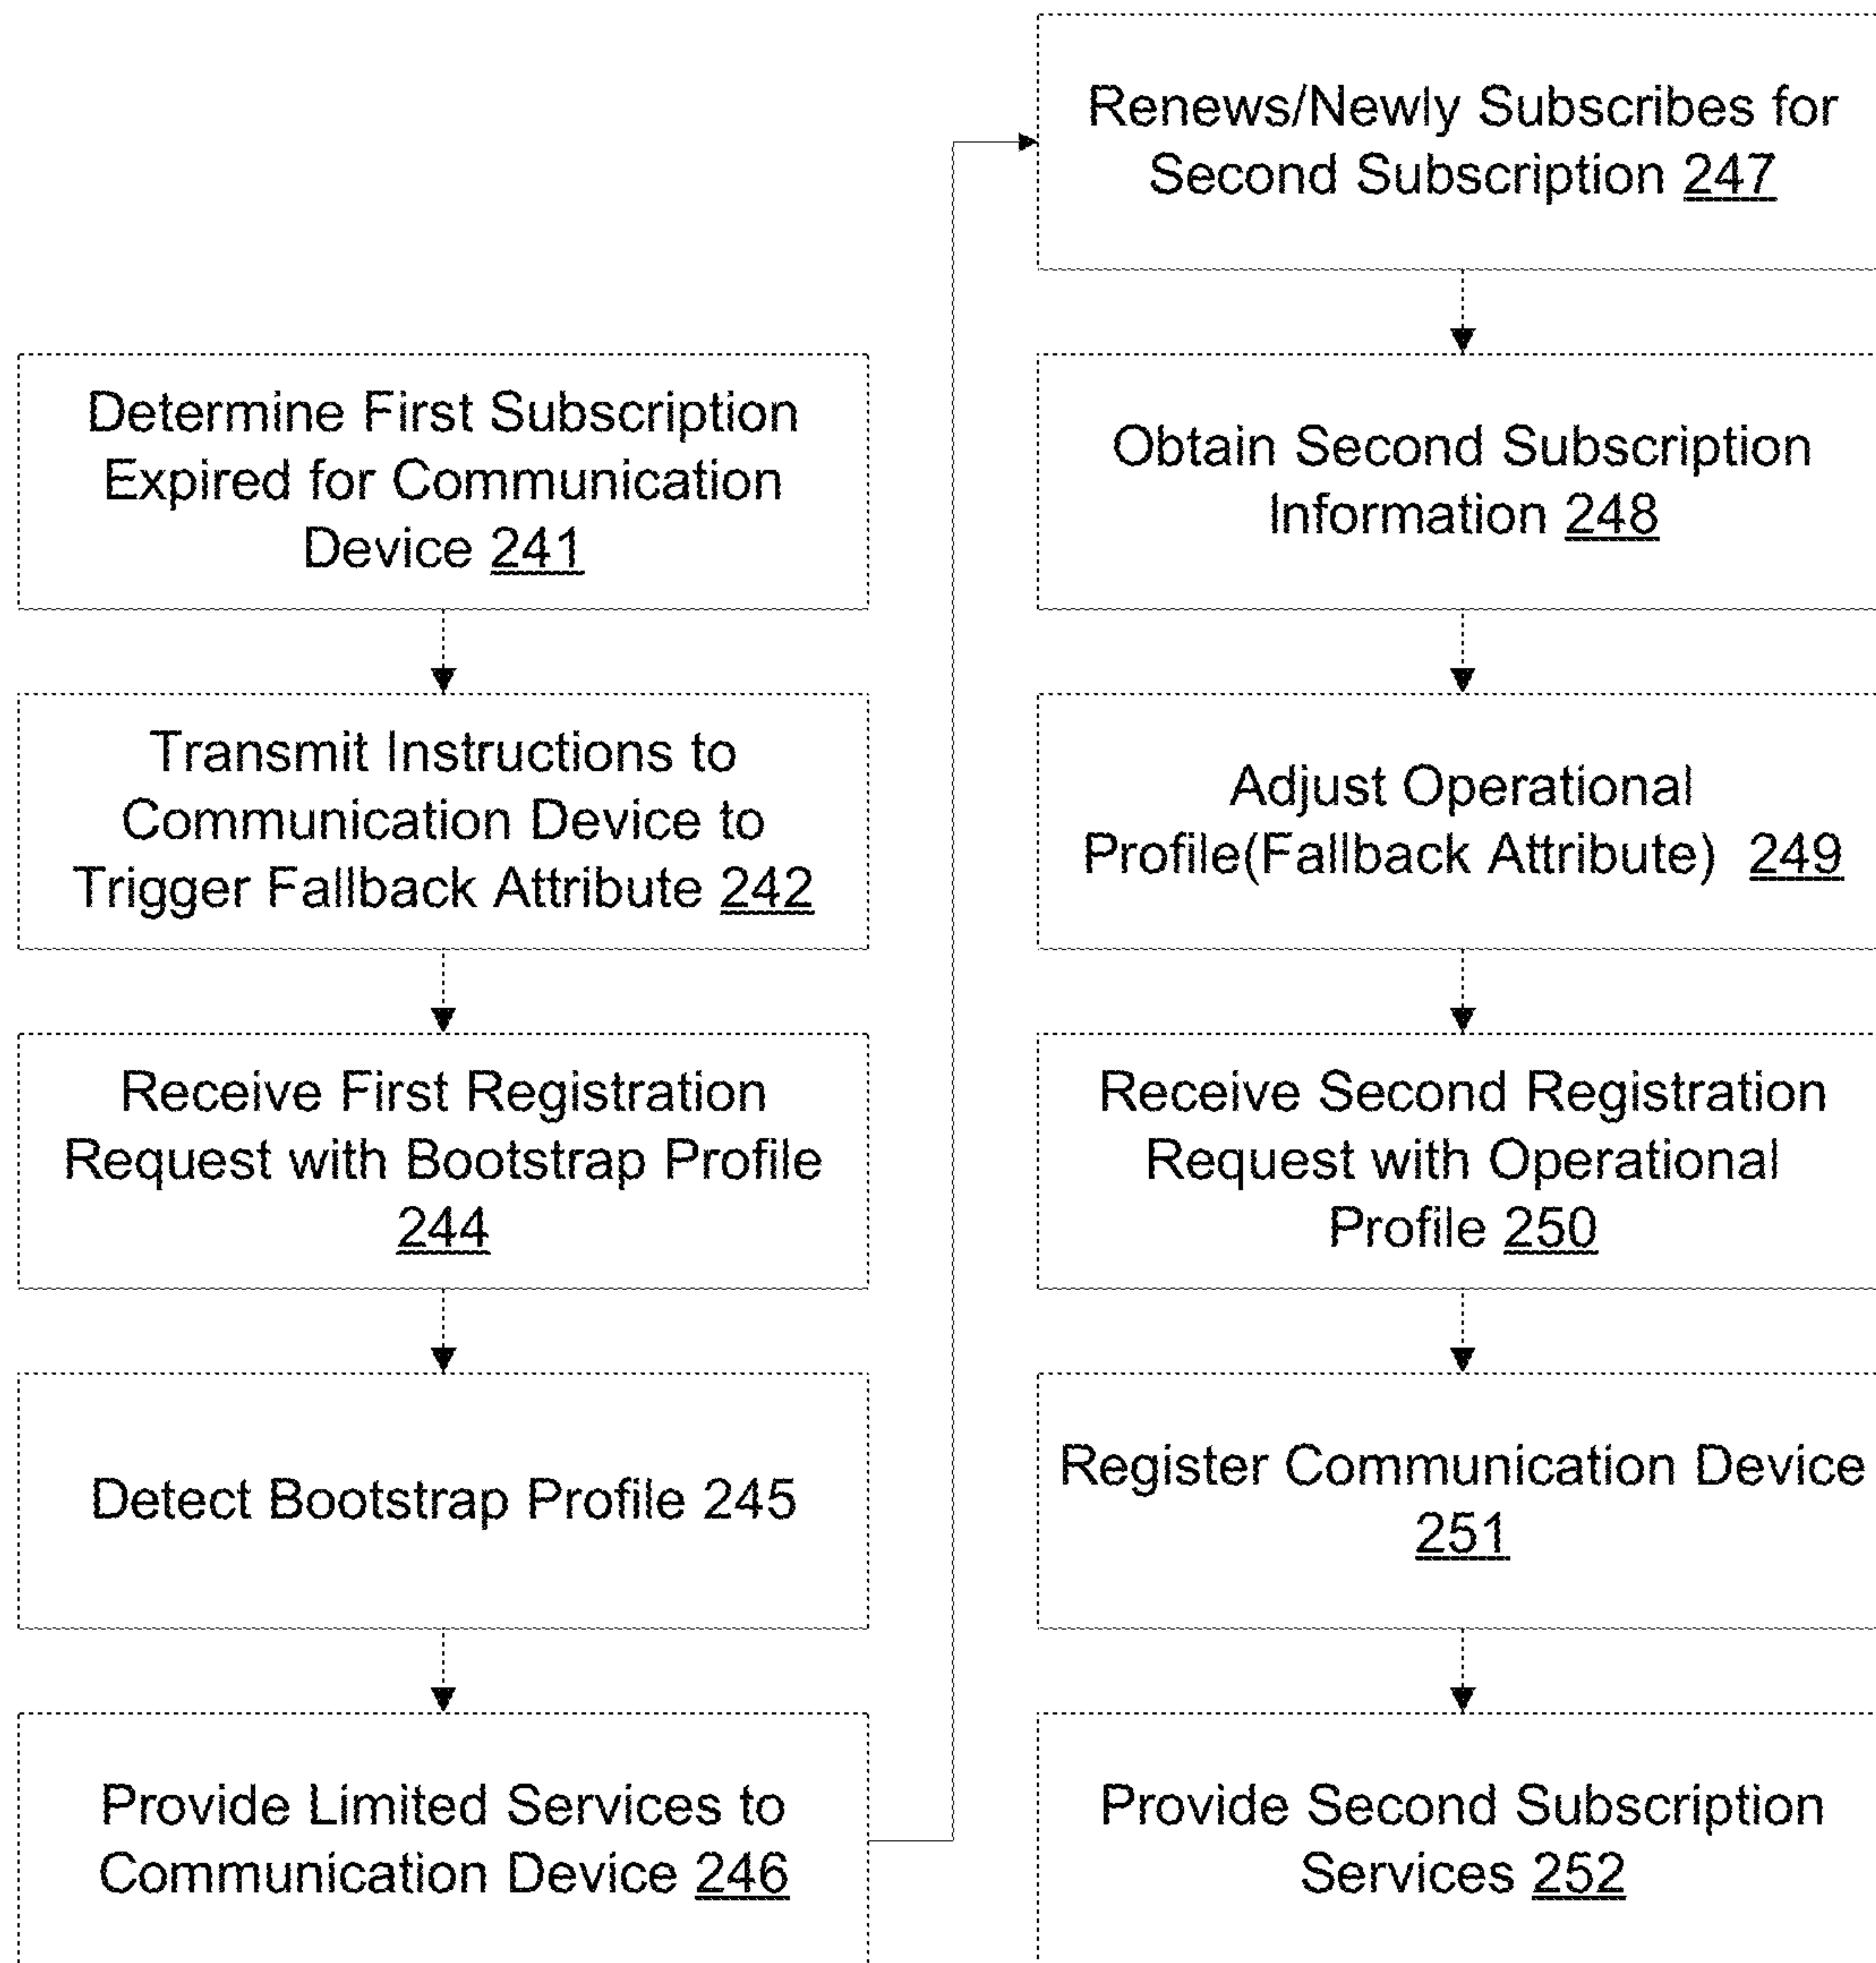 Determine First Subscription
Expired for Communication
Device 241
Transmit Instructions to
Communication Device to
Trigger Fallback Attribute 242
Receive First Registration
Request with Bootstrap Profile
244
Detect Bootstrap Profile 245
Provide Limited Services to
Communication Device 246
Renews/Newly Subscribes for
Second Subscription 247
Obtain Second Subscription
Information 248
Adjust Operational
Profile(Fallback Attribute) 249
Receive Second Registration
Request with Operational
Profile 250
Register Communication Device
251
Provide Second Subscription
Services 252